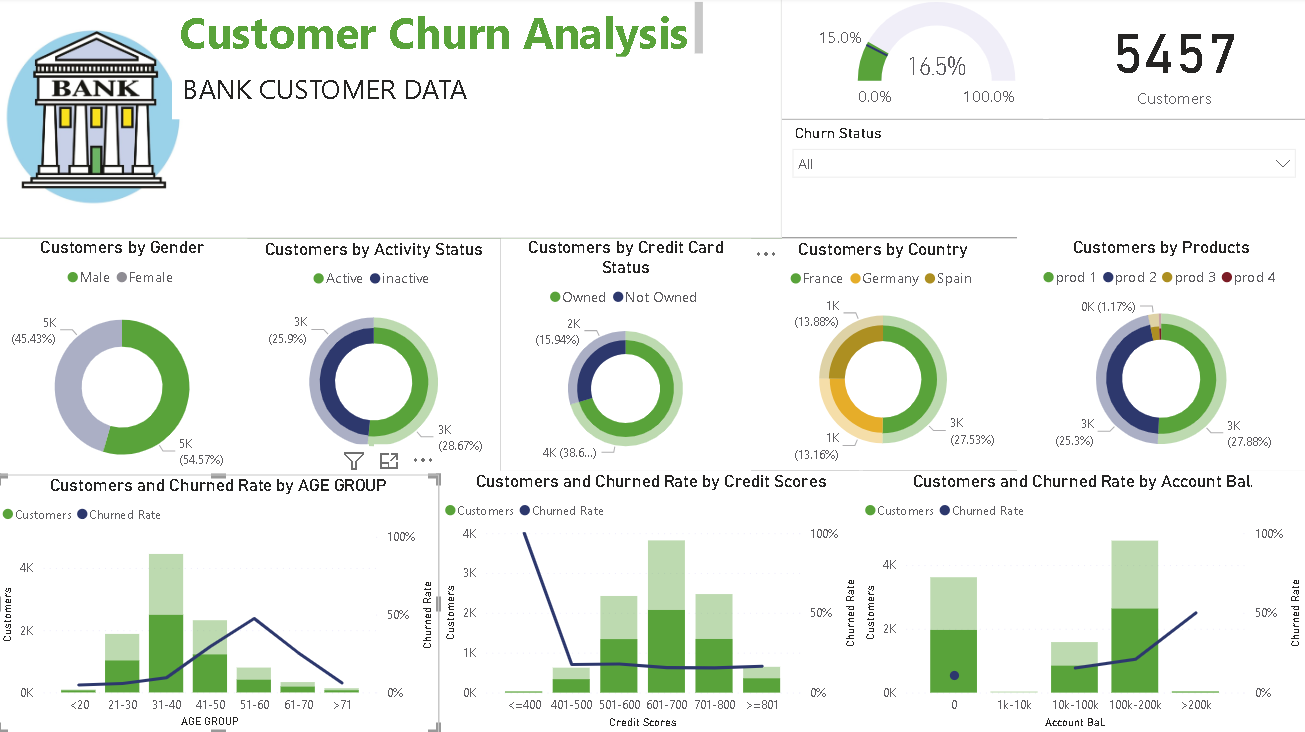 Customer Churn Analysis
BANK CUSTOMER DATA
BANK
15.0%
16.5%
0.0%
100.0%
5457
Customers
Churn Status
All
Customers by Gender
Male Female
5K
(45.43%)
5K
(54.57%)
Customers by Activity Status
Active inactive
3K
(25.9%)
3K
(28.67%)
Customers by Credit Card
Status
Owned Not Owned
2K
(15.94%)
4K (38.6...)
Customers by Country
France Germany Spain
1K
(13.88%)
1K
(13.16%)
3K
(27.53%)
Customers by Products
prod 1 prod 2 prod 3 prod 4
0K (1.17%)
3K
(25.3%)
3K
(27.88%)
Customers and Churned Rate by AGE GROUP
Customers Churned Rate
Customers
4K
2K
0K
100%
50%
0%
Churned Rate
<20 21-30 31-40 41-50 51-60 61-70 >71
AGE GROUP
Customers and Churned Rate by Credit Scores
Customers Churned Rate
Customers
4K
3K
2K
1K
0K
100%
50%
0%
Churned Rate
<=400 401-500 501-600 601-700 701-800 >=801
Credit Scores
Customers and Churned Rate by Account Bal.
Customers Churned Rate
Customers
4K
2K
0K
100%
50%
0%
Churned Rate
0 1k-10k 10k-100k 100k-200k >200k
Account Bal.